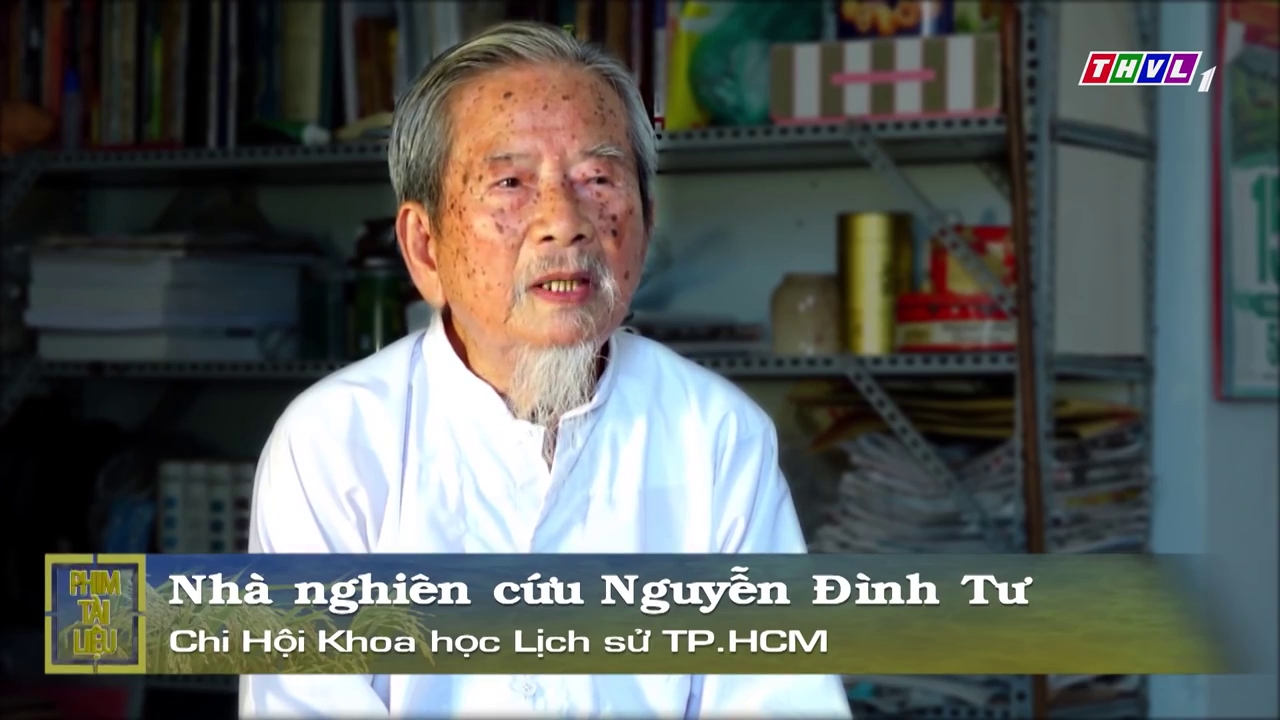 THVL1
Nhà nghiên cứu Nguyễn Đình Tư
PHIM
TÀI
LIỆU
Chi Hội Khoa học Lịch sử TP.HCM